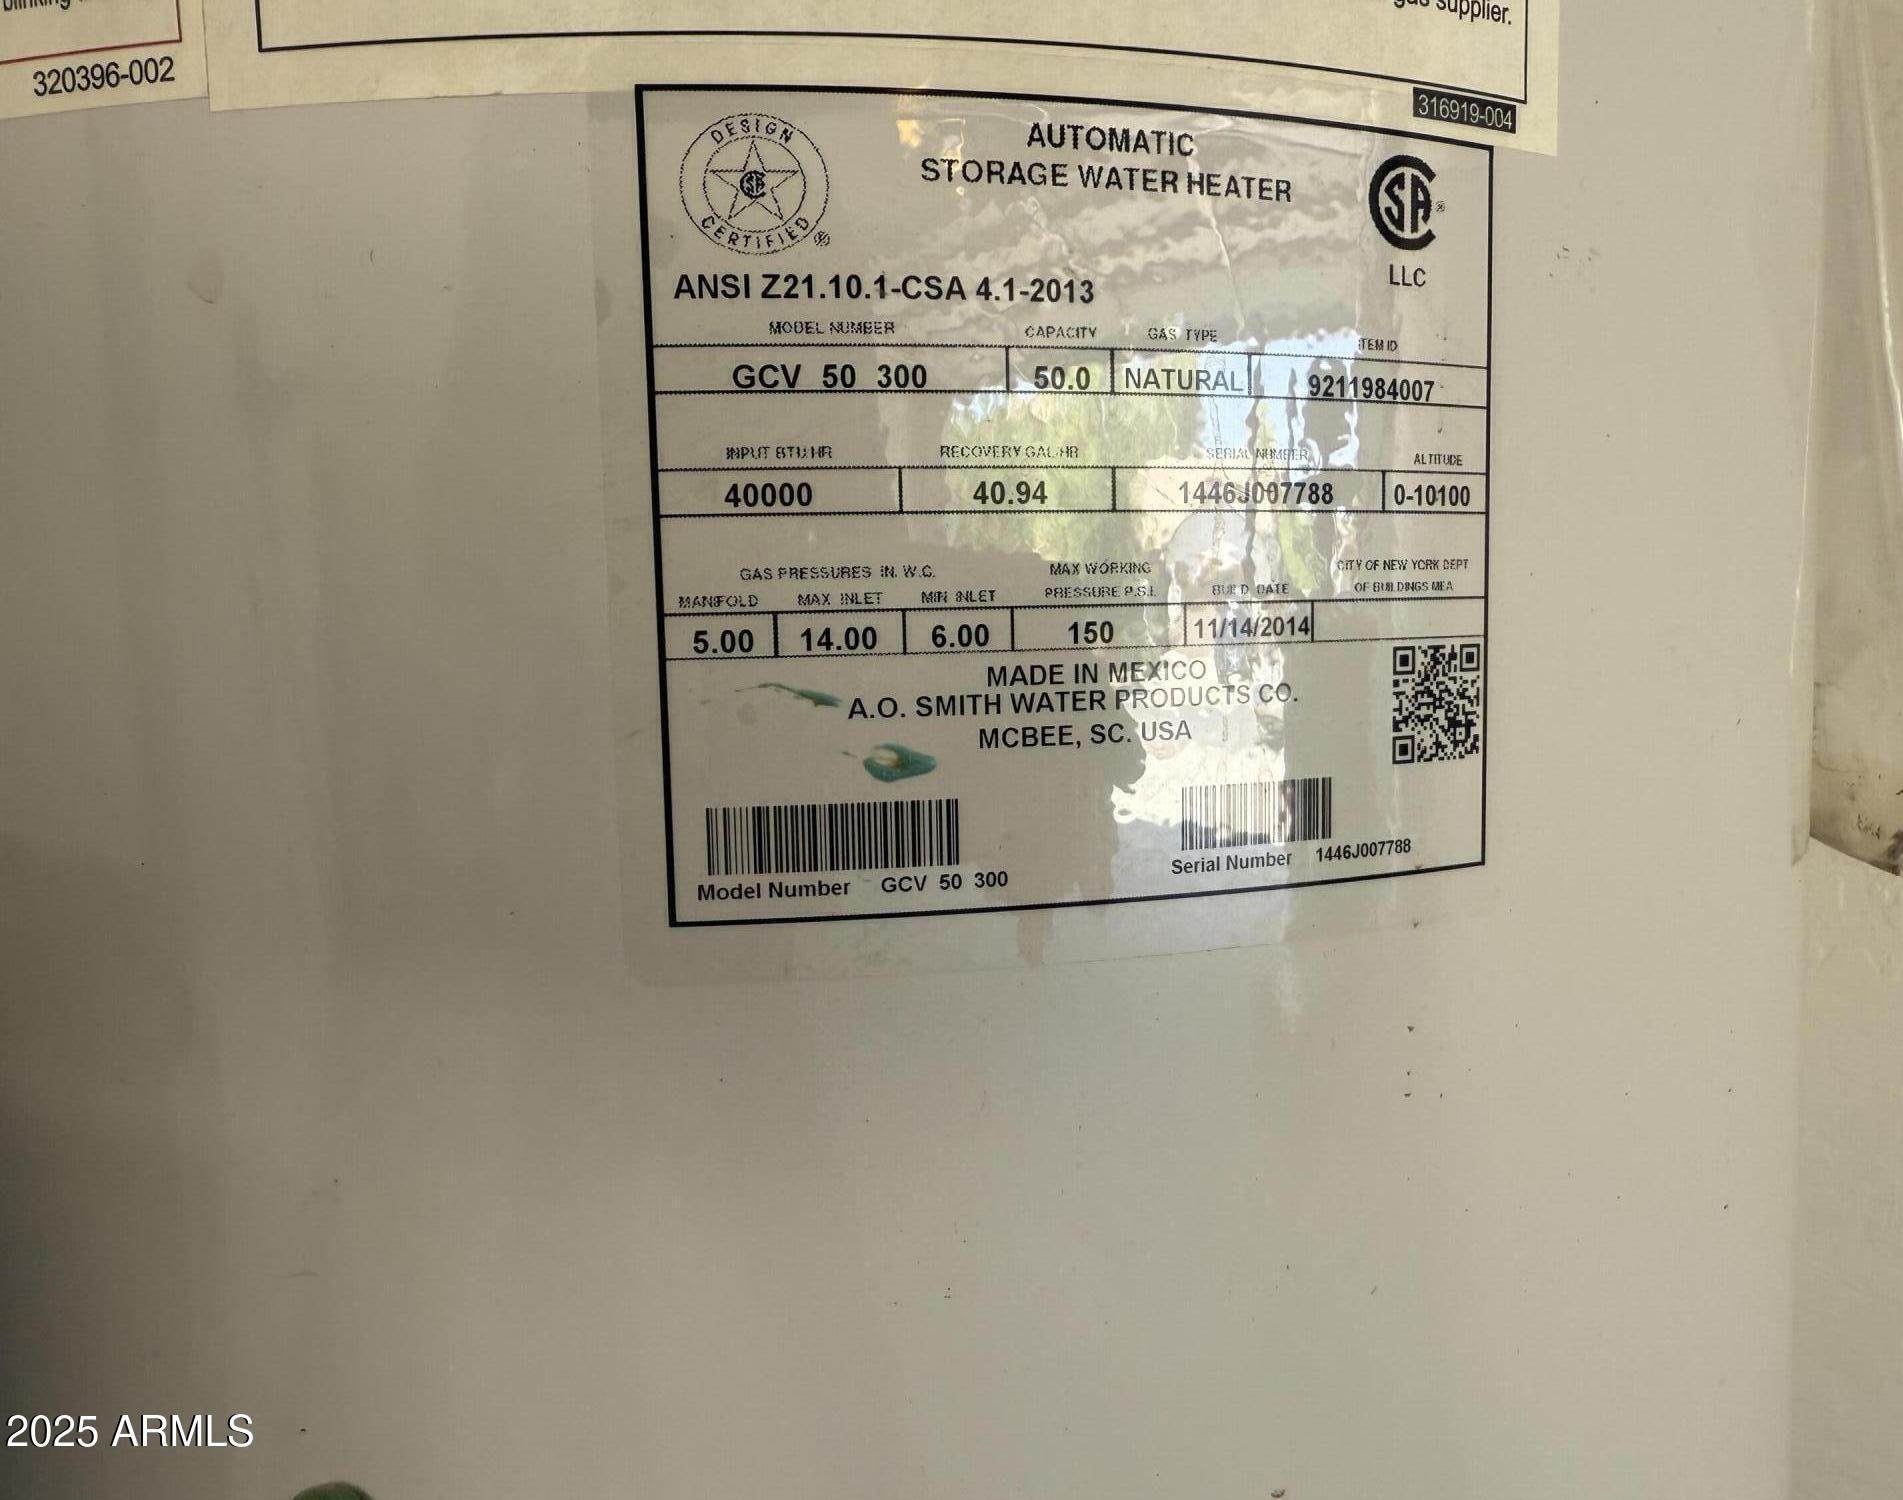 supplier.
320396-002
316919-004
DESIGN
CERTIFIED
AUTOMATIC
STORAGE WATER HEATER
LLC
ANSI Z21.10.1-CSA 4.1-2013
MODEL NUMBER CAPACITY GAS TYPE ITEM ID
GCV 50 300 50.0 NATURAL 9211984007
INPUT BTU/HR RECOVERY GAL/HR SERIAL NUMBER ALTITUDE
40000 40.94 1446J007788 0-10100
GAS PRESSURES IN. W.C. MAX WORKING CITY OF NEW YORK DEPT
MANIFOLD MAX INLET MIN INLET PRESSURE P.S.I. BUILD DATE OF BUILDINGS MEA
5.00 14.00 6.00 150 11/14/2014
MADE IN MEXICO
A.O. SMITH WATER PRODUCTS CO.
MCBEE, SC. USA
Model Number GCV 50 300
Serial Number 1446J007788
2025 ARMLS